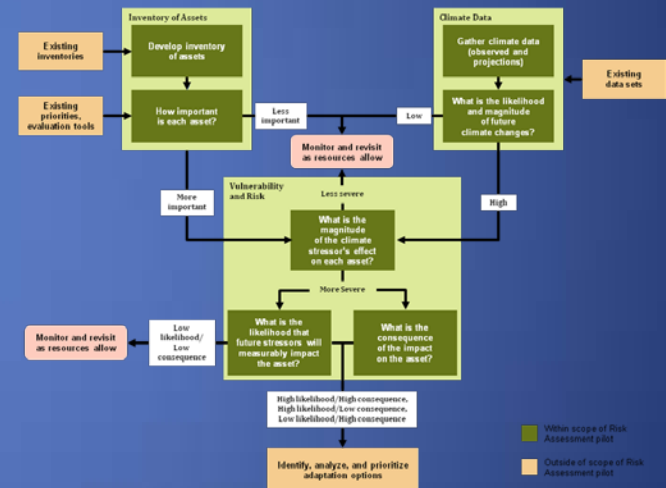 Inventory of Assets
Climate Data
Existing
inventories
Develop inventory
of assets
Gather climate data
(observed and
projections)
Existing
data sets
Existing
priorities,
evaluation tools
How important
is each asset?
Less
important
Low
What is the likelihood
and magnitude
of future
climate changes?
Monitor and revisit
as resources allow
More
important
Vulnerability
and Risk
Less severe
High
What is the
magnitude
of the climate
stressor's effect
on each asset?
More Severe
Monitor and revisit
as resources allow
Low
likelihood/
Low
consequence
What is the
likelihood that
future stressors will
measurably impact
the asset?
What is the
consequence
of the impact
on the asset?
High likelihood/High consequence,
High likelihood/Low consequence,
Low likelihood/High consequence
Identify, analyze, and prioritize
adaptation options
Within scope of Risk
Assessment pilot
Outside of scope of Risk
Assessment pilot